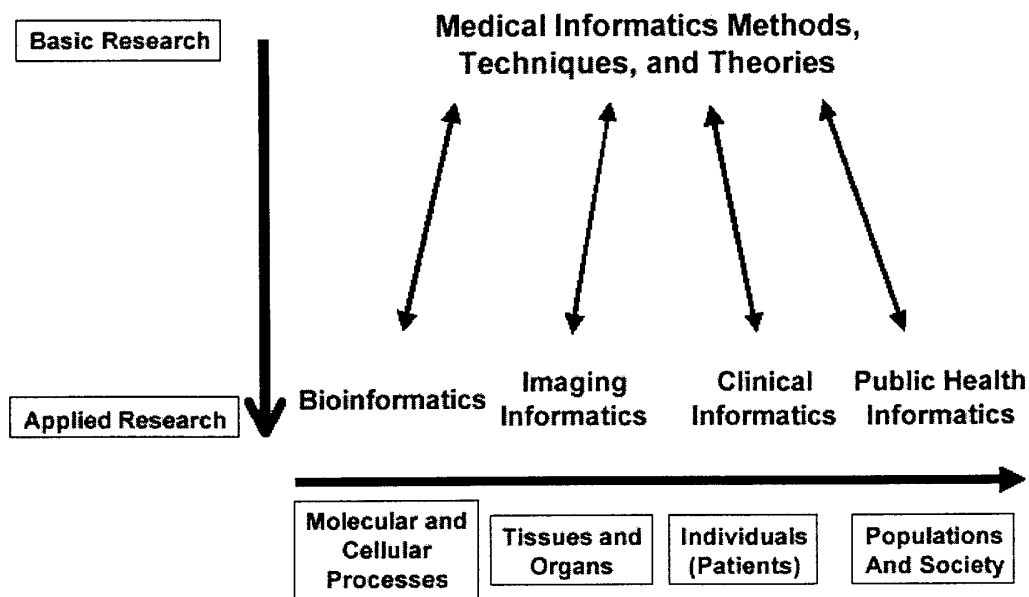 Basic Research
Medical Informatics Methods,
Techniques, and Theories
Applied Research
Bioinformatics
Imaging
Informatics
Clinical
Informatics
Public Health
Informatics
Molecular and
Cellular
Processes
Tissues and
Organs
Individuals
(Patients)
Populations
And Society